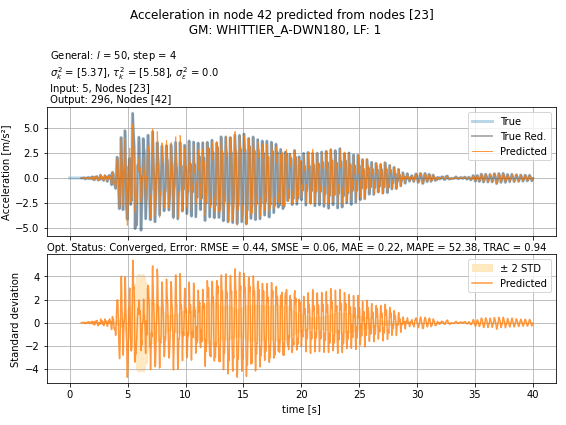 Acceleration in node 42 predicted from nodes [23]
GM: WHITTIER_A-DWN180, LF: 1
General: l = 50, step = 4
σ²ₖ = [5.37], τ²ₖ = [5.58], σ²ε = 0.0
Input: 5, Nodes [23]
Output: 296, Nodes [42]
Acceleration [m/s²]
5.0
2.5
0.0
−2.5
−5.0
True
True Red.
Predicted
Opt. Status: Converged, Error: RMSE = 0.44, SMSE = 0.06, MAE = 0.22, MAPE = 52.38, TRAC = 0.94
Standard deviation
4
2
0
−2
−4
± 2 STD
Predicted
0 5 10 15 20 25 30 35 40
time [s]